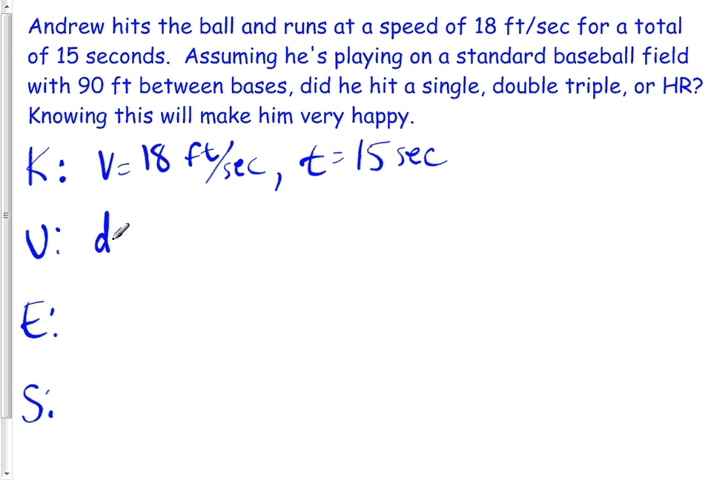 Andrew hits the ball and runs at a speed of 18 ft/sec for a total
of 15 seconds.  Assuming he's playing on a standard baseball field
with 90 ft between bases, did he hit a single, double triple, or HR?
Knowing this will make him very happy.
K: V= 18 ft/sec, t= 15 sec
U: d
E:
S: